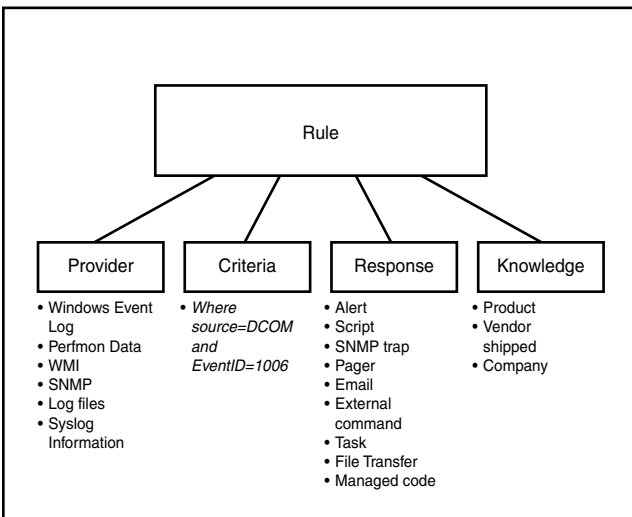 Rule
Provider
• Windows Event
Log
• Perfmon Data
• WMI
• SNMP
• Log files
• Syslog
Information
Criteria
• Where
source=DCOM
and
EventID=1006
Response
• Alert
• Script
• SNMP trap
• Pager
• Email
• External
command
• Task
• File Transfer
• Managed code
Knowledge
• Product
• Vendor
shipped
• Company